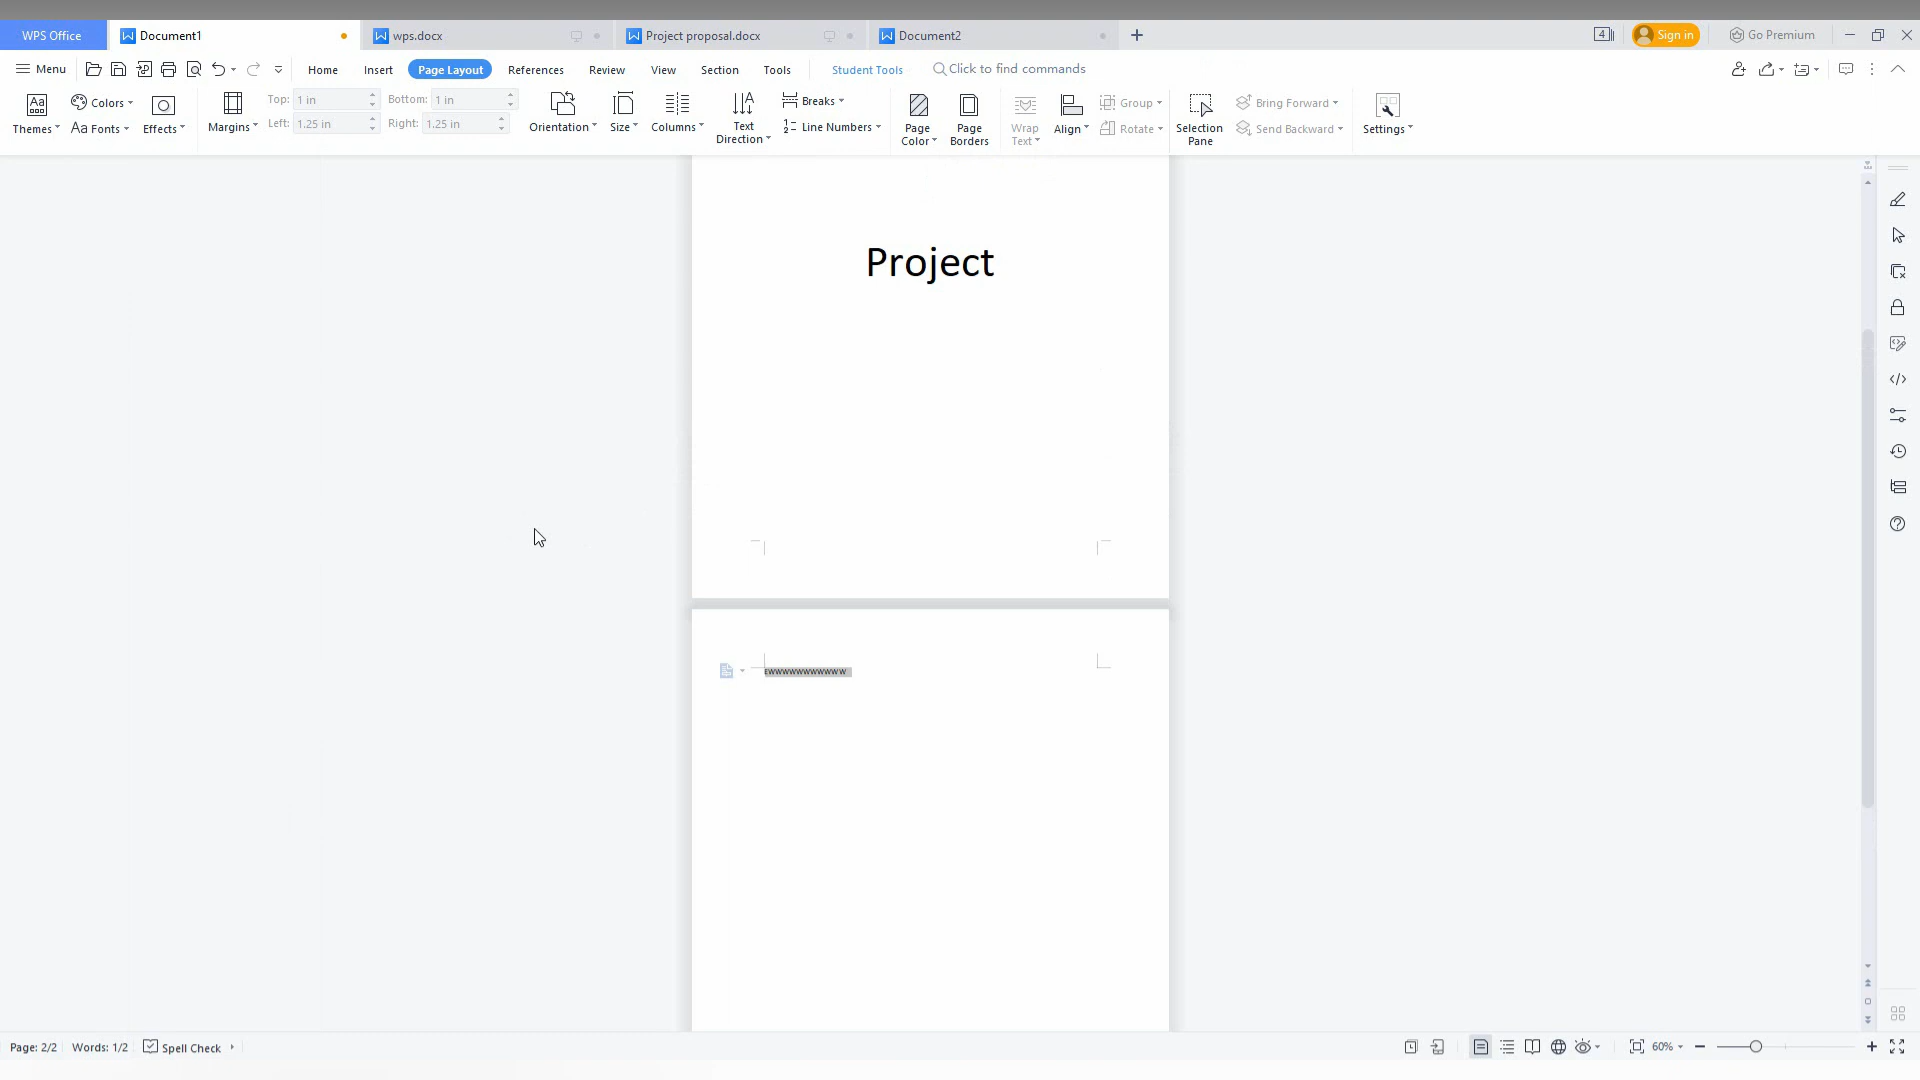 WPS Office Document1 wps.docx Project proposal.docx Document2 4 Sign in Go Premium
Menu Home Insert Page Layout References Review View Section Tools Student Tools Click to find commands
Themes Colors Fonts Effects Margins Top: 1 in Bottom: 1 in
Left: 1.25 in Right: 1.25 in
Orientation Size Columns Text Direction Breaks Line Numbers
Page Color Page Borders Wrap Text Align Group Rotate Selection Pane Bring Forward Send Backward Settings
Project
Page: 2/2 Words: 1/2 Spell Check 60%